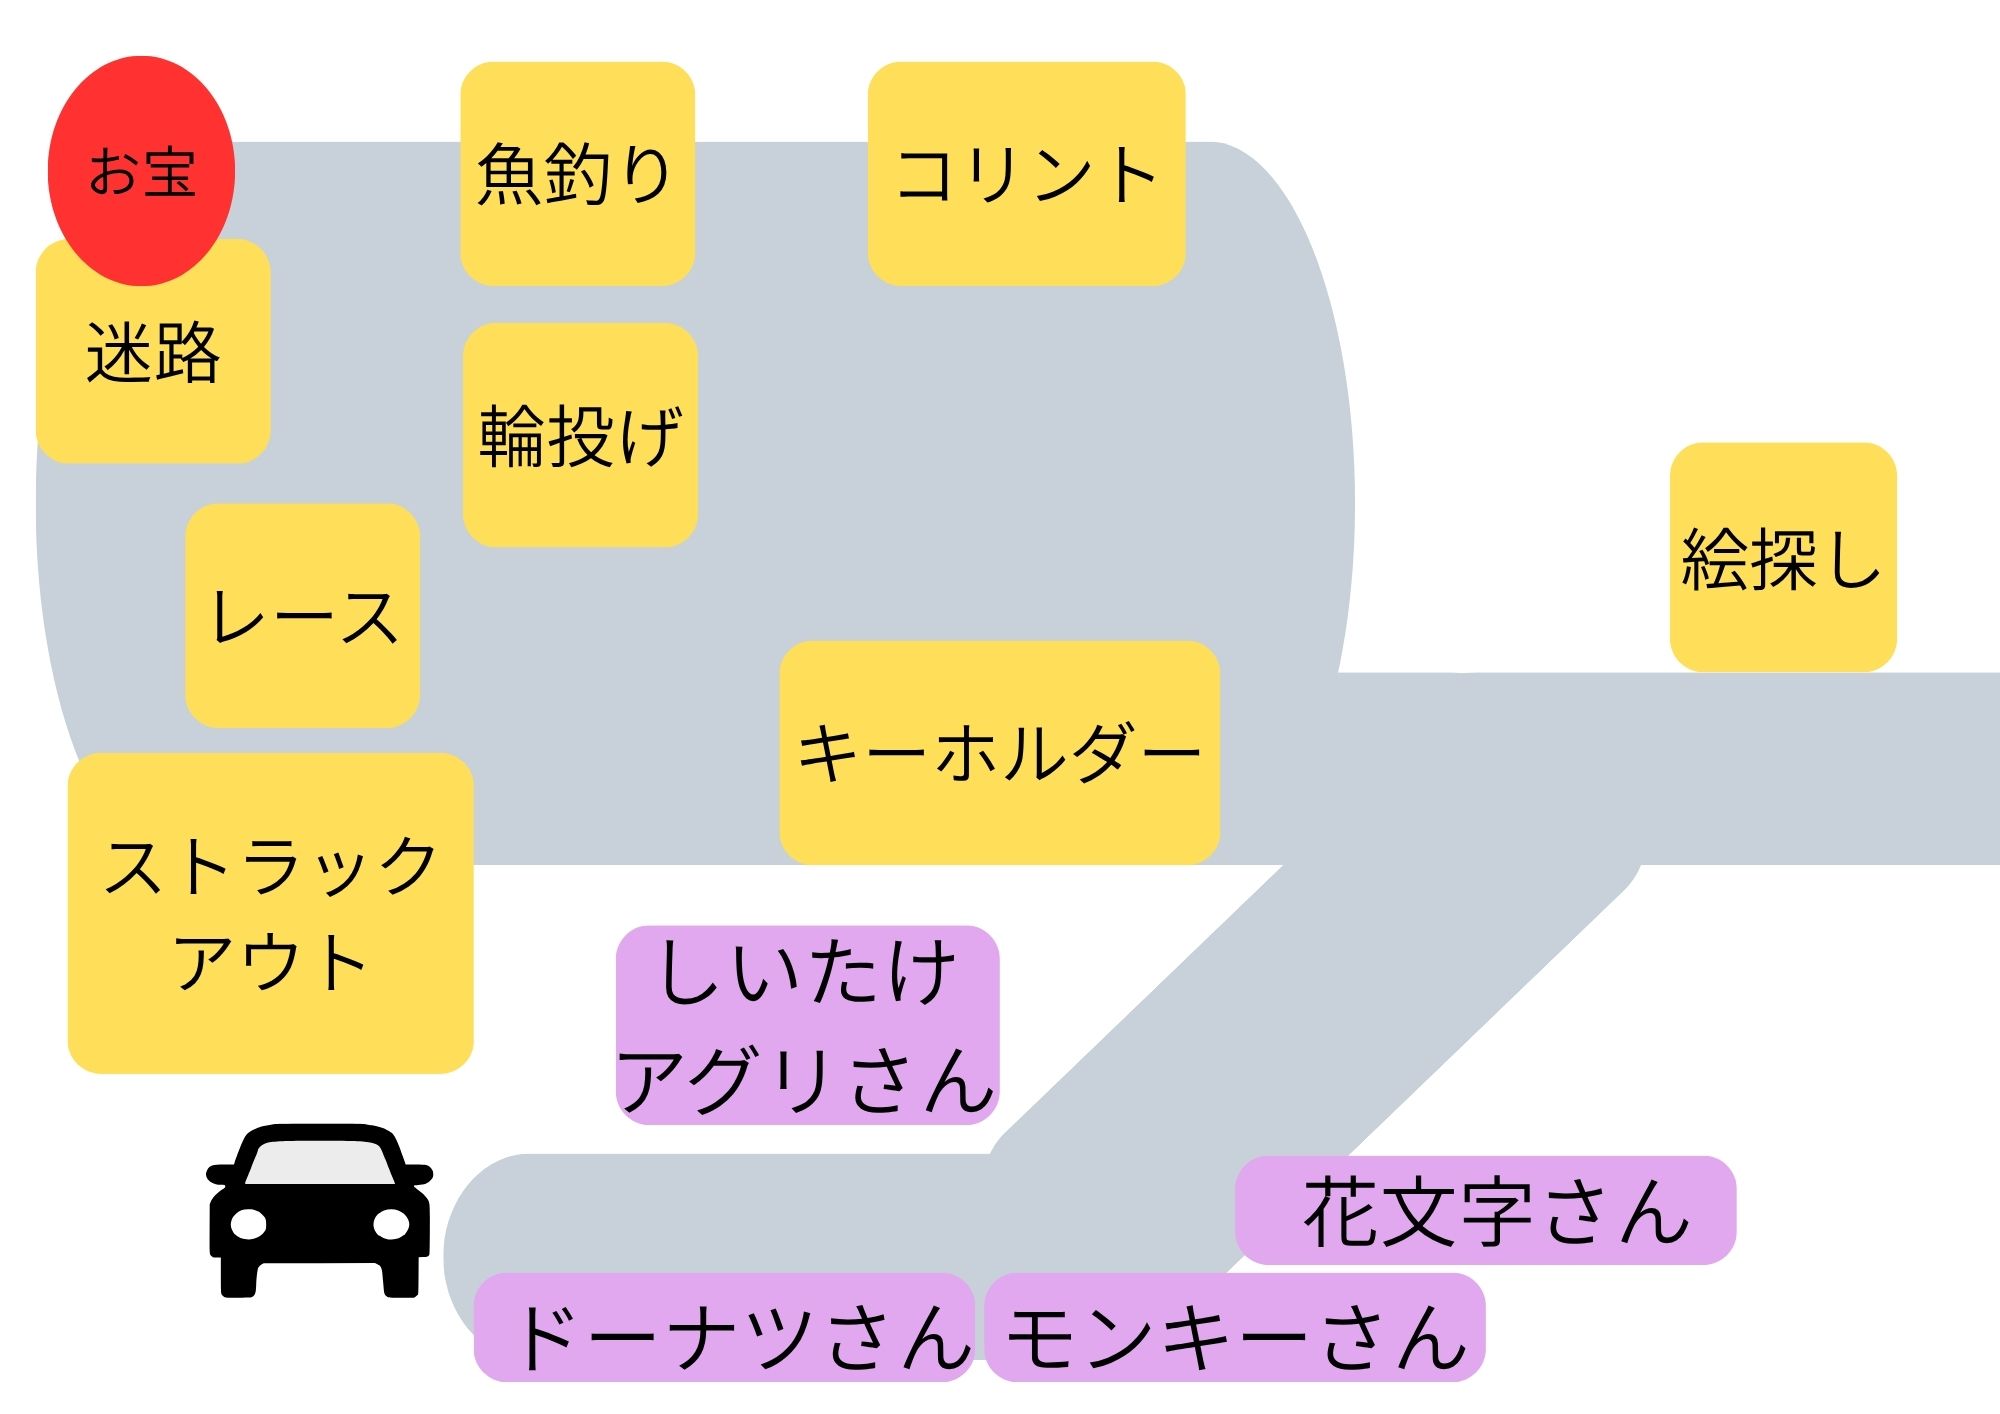 お宝
魚釣り
コリント
迷路
輪投げ
レース
絵探し
キーホルダー
ストラック
アウト
しいたけ
アグリさん
花文字さん
ドーナツさん
モンキーさん